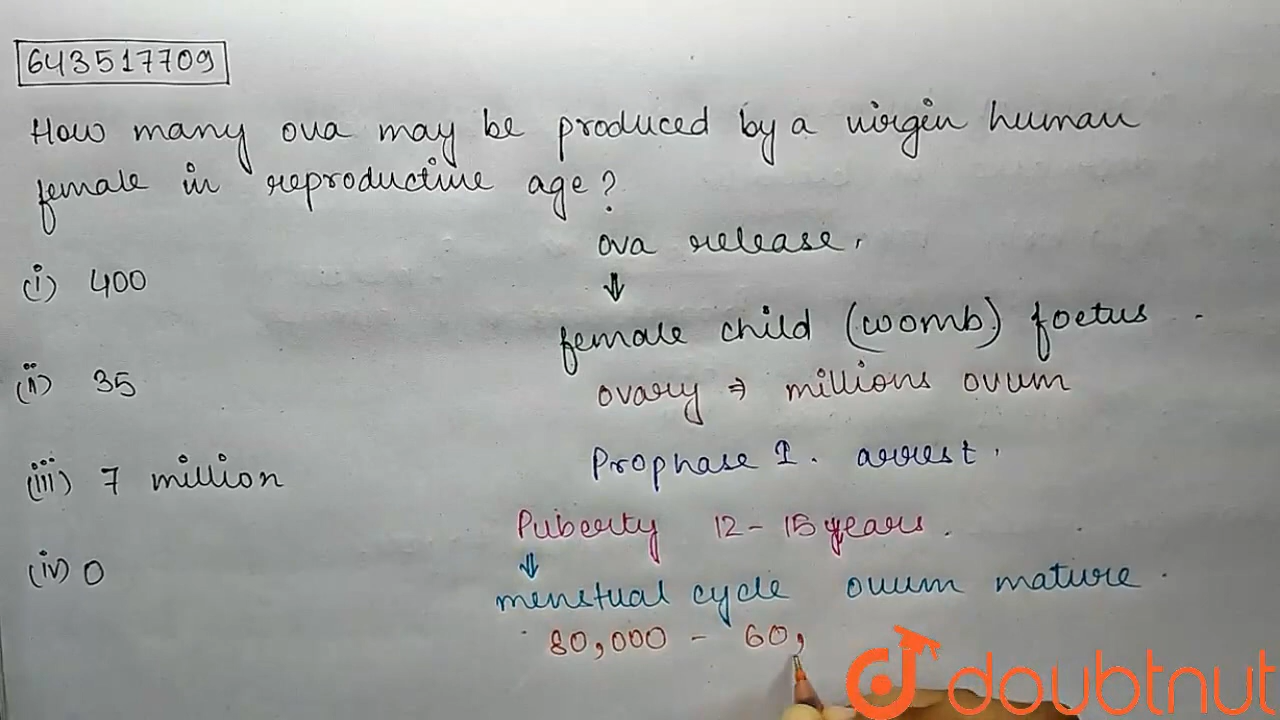 643517709
How many ova may be produced by a virgin human
female in reproductive age?
ova release.
(i) 400
⇓
female child (womb) foetus
(ii) 35
ovary ⇒ millions ovum
(iii) 7 million
Prophase I. arrest.
Puberty 12 - 15 years.
⇓
(iv) 0
menstual cycle ovum mature.
80,000 - 60,
doubtnut